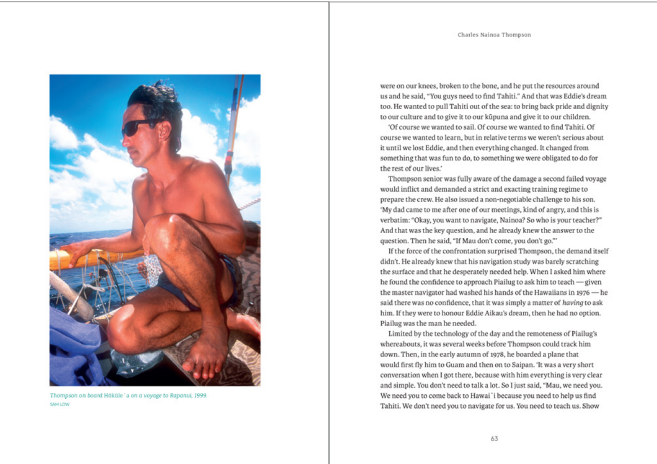 Thompson on board Hōkūleʻa on a voyage to Rapanui, 1999.
SAM LOW
Charles Nainoa Thompson
were on our knees, broken to the bone, and he put the resources around
us and he said, “You guys need to find Tahiti.” And that was Eddie’s dream
too. He wanted to pull Tahiti out of the sea: to bring back pride and dignity
to our culture and to give it to our kūpuna and give it to our children.
‘Of course we wanted to sail. Of course we wanted to find Tahiti. Of
course we wanted to learn, but in relative terms we weren’t serious about
it until we lost Eddie, and then everything changed. It changed from
something that was fun to do, to something we were obligated to do for
the rest of our lives.’
Thompson senior was fully aware of the damage a second failed voyage
would inflict and demanded a strict and exacting training regime to
prepare the crew. He also issued a non-negotiable challenge to his son.
‘My dad came to me after one of our meetings, kind of angry, and this is
verbatim: “Okay, you want to navigate, Nainoa? So who is your teacher?”
And that was the key question, and he already knew the answer to the
question. Then he said, “If Mau don’t come, you don’t go.”’
If the force of the confrontation surprised Thompson, the demand itself
didn’t. He already knew that his navigation study was barely scratching
the surface and that he desperately needed help. When I asked him where
he found the confidence to approach Piailug to ask him to teach — given
the master navigator had washed his hands of the Hawaiians in 1976 — he
said there was no confidence, that it was simply a matter of having to ask
him. If they were to honour Eddie Aikau’s dream, then he had no option.
Piailug was the man he needed.
Limited by the technology of the day and the remoteness of Piailug’s
whereabouts, it was several weeks before Thompson could track him
down. Then, in the early autumn of 1978, he boarded a plane that
would first fly him to Guam and then on to Saipan. ‘It was a very short
conversation when I got there, because with him everything is very clear
and simple. You don’t need to talk a lot. So I just said, “Mau, we need you.
We need you to come back to Hawaiʻi because you need to help us find
Tahiti. We don’t need you to navigate for us. You need to teach us. Show
63